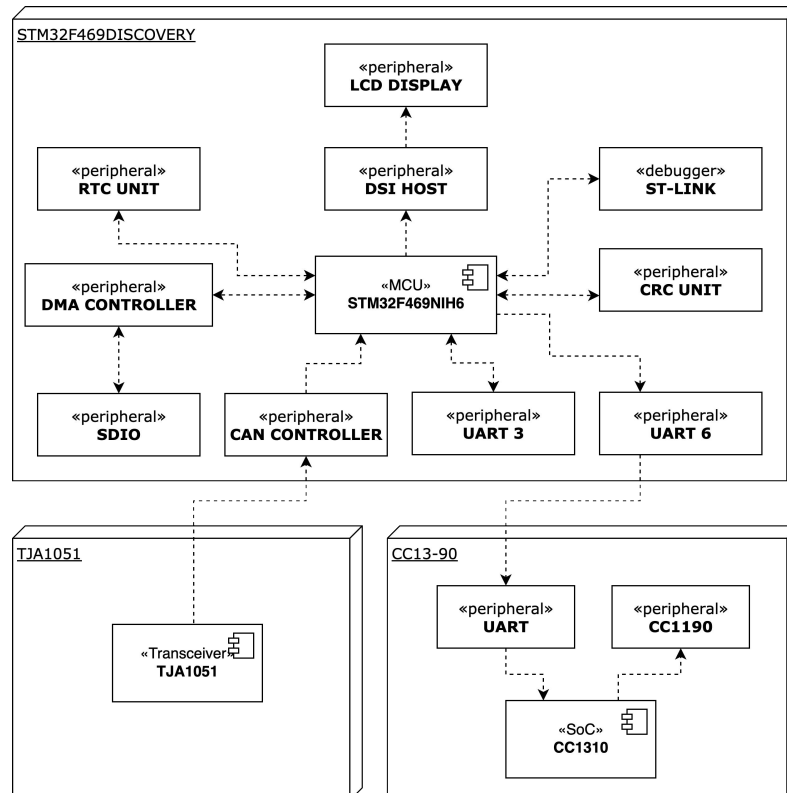 STM32F469DISCOVERY
«peripheral»
LCD DISPLAY
«peripheral»
RTC UNIT
«peripheral»
DSI HOST
«debugger»
ST-LINK
«peripheral»
DMA CONTROLLER
«MCU»
STM32F469NIH6
«peripheral»
CRC UNIT
«peripheral»
SDIO
«peripheral»
CAN CONTROLLER
«peripheral»
UART 3
«peripheral»
UART 6
TJA1051
«Transceiver»
TJA1051
CC13-90
«peripheral»
UART
«peripheral»
CC1190
«SoC»
CC1310